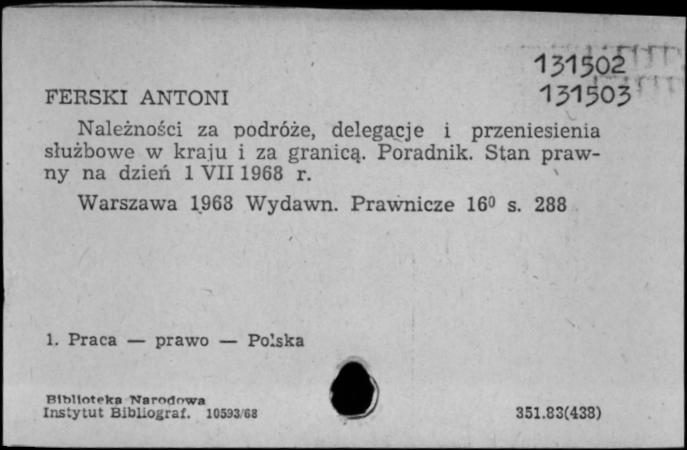 131502
131503
FERSKI ANTONI
Należności za podróże, delegacje i przeniesienia
służbowe w kraju i za granicą. Poradnik. Stan praw-
ny na dzień 1 VII 1968 r.
Warszawa 1968 Wydawn. Prawnicze 16⁰ s. 288
1. Praca — prawo — Polska
Biblioteka Narodowa
Instytut Bibliograf. 10593/68
351.83(438)